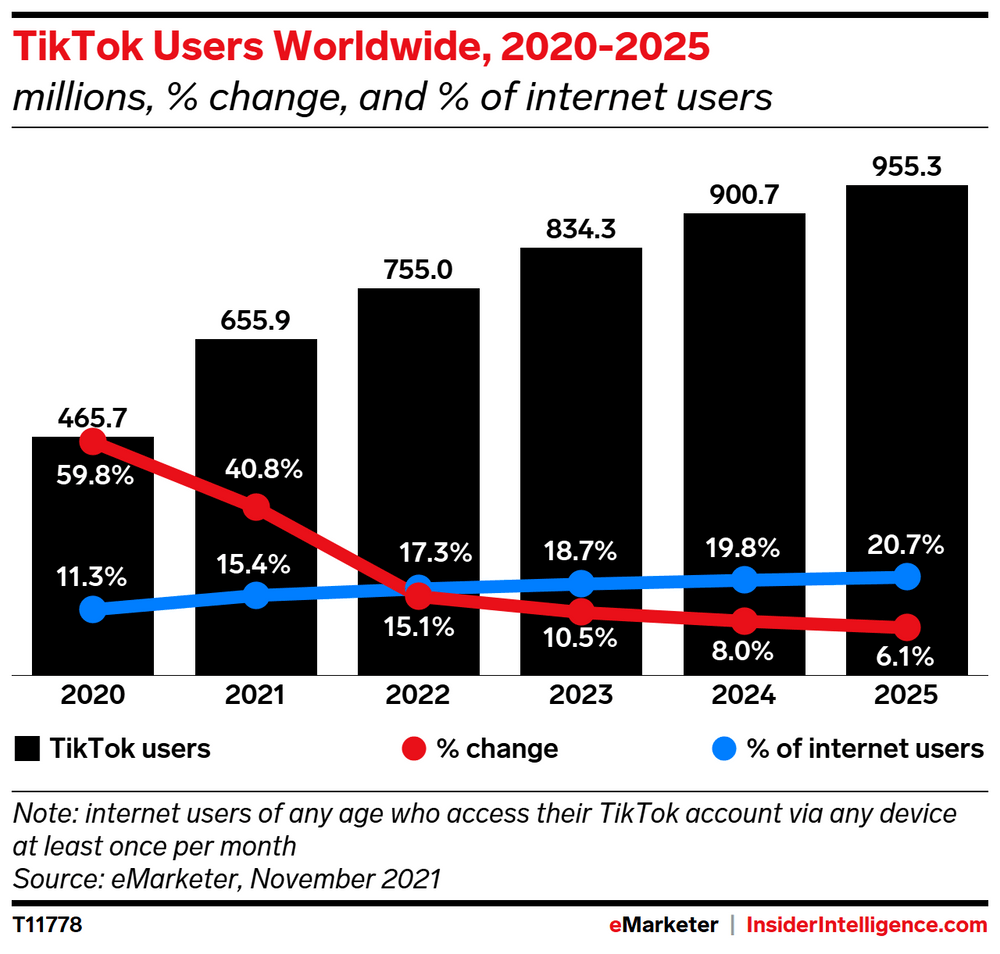 TikTok Users Worldwide, 2020-2025
millions, % change, and % of internet users
465.7
655.9
755.0
834.3
900.7
955.3
59.8%
40.8%
15.1%
10.5%
8.0%
6.1%
11.3%
15.4%
17.3%
18.7%
19.8%
20.7%
2020 2021 2022 2023 2024 2025
TikTok users % change % of internet users
Note: internet users of any age who access their TikTok account via any device
at least once per month
Source: eMarketer, November 2021
T11778 eMarketer | InsiderIntelligence.com